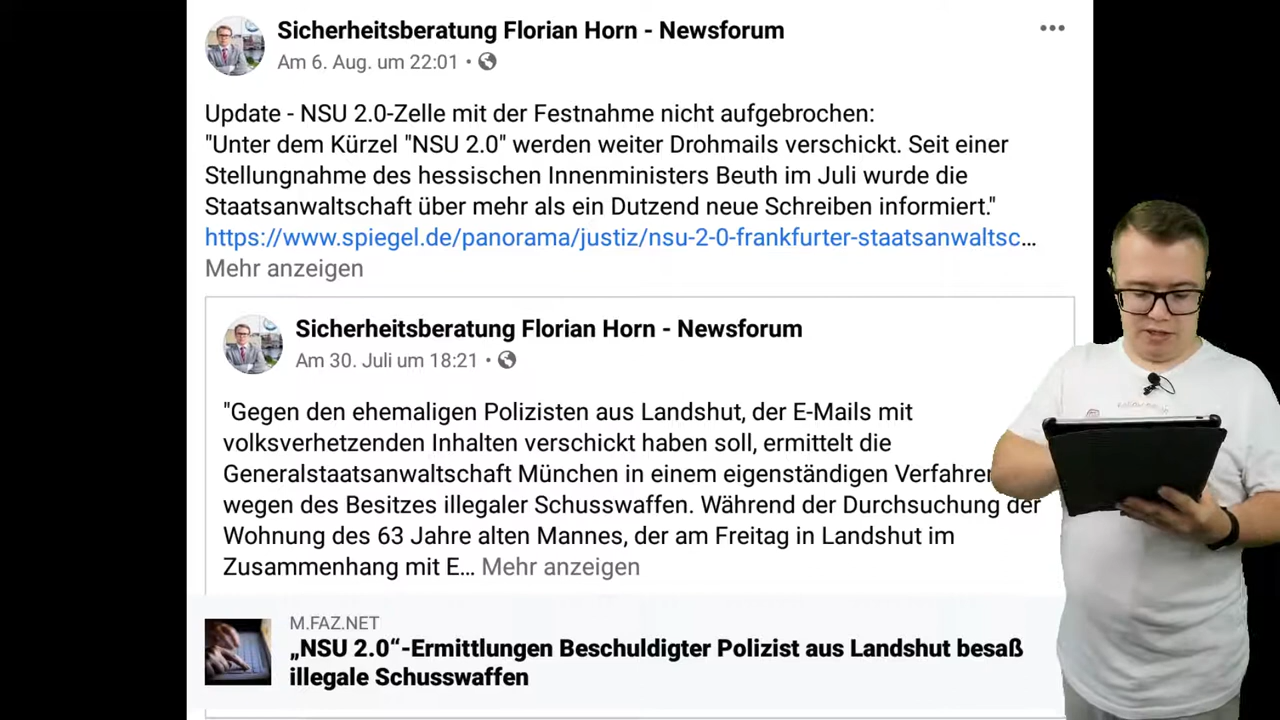 Sicherheitsberatung Florian Horn - Newsforum
Am 6. Aug. um 22:01 •
Update - NSU 2.0-Zelle mit der Festnahme nicht aufgebrochen:
"Unter dem Kürzel "NSU 2.0" werden weiter Drohmails verschickt. Seit einer
Stellungnahme des hessischen Innenministers Beuth im Juli wurde die
Staatsanwaltschaft über mehr als ein Dutzend neue Schreiben informiert."
https://www.spiegel.de/panorama/justiz/nsu-2-0-frankfurter-staatsanwaltsc...
Mehr anzeigen
Sicherheitsberatung Florian Horn - Newsforum
Am 30. Juli um 18:21 •
"Gegen den ehemaligen Polizisten aus Landshut, der E-Mails mit
volksverhetzenden Inhalten verschickt haben soll, ermittelt die
Generalstaatsanwaltschaft München in einem eigenständigen Verfahren
wegen des Besitzes illegaler Schusswaffen. Während der Durchsuchung der
Wohnung des 63 Jahre alten Mannes, der am Freitag in Landshut im
Zusammenhang mit E... Mehr anzeigen
M.FAZ.NET
„NSU 2.0“-Ermittlungen Beschuldigter Polizist aus Landshut besaß
illegale Schusswaffen